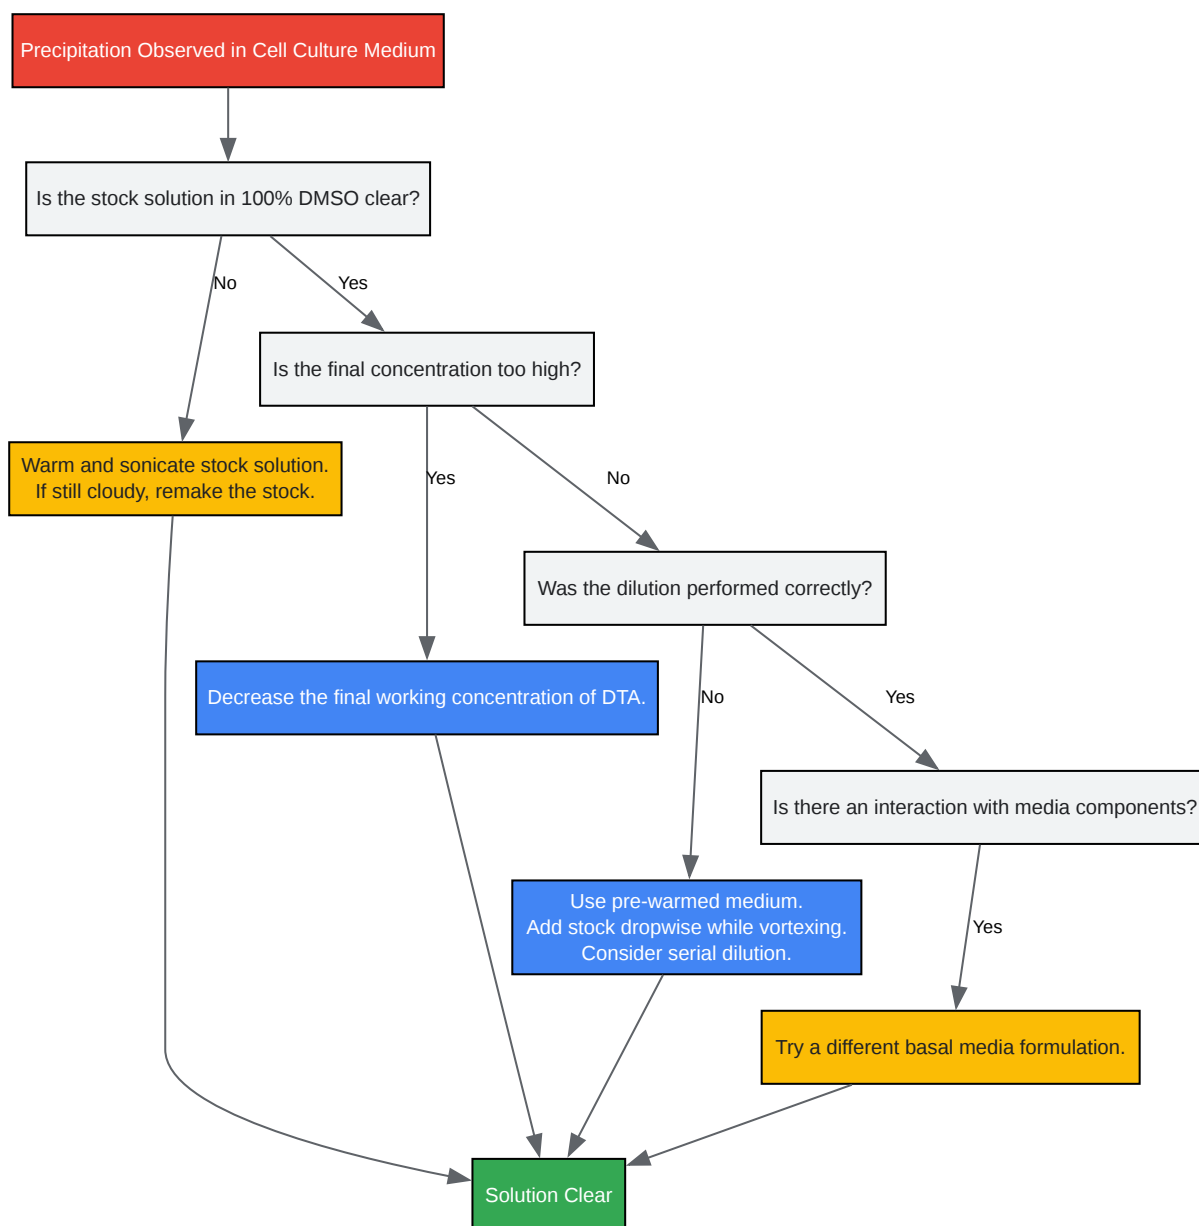 Precipitation Observed in Cell Culture Medium
Is the stock solution in 100% DMSO clear?
No
Yes
Is the final concentration too high?
Warm and sonicate stock solution.
If still cloudy, remake the stock.
Yes
No
Was the dilution performed correctly?
Decrease the final working concentration of DTA.
No
Yes
Is there an interaction with media components?
Use pre-warmed medium.
Add stock dropwise while vortexing.
Consider serial dilution.
Yes
Try a different basal media formulation.
Solution Clear